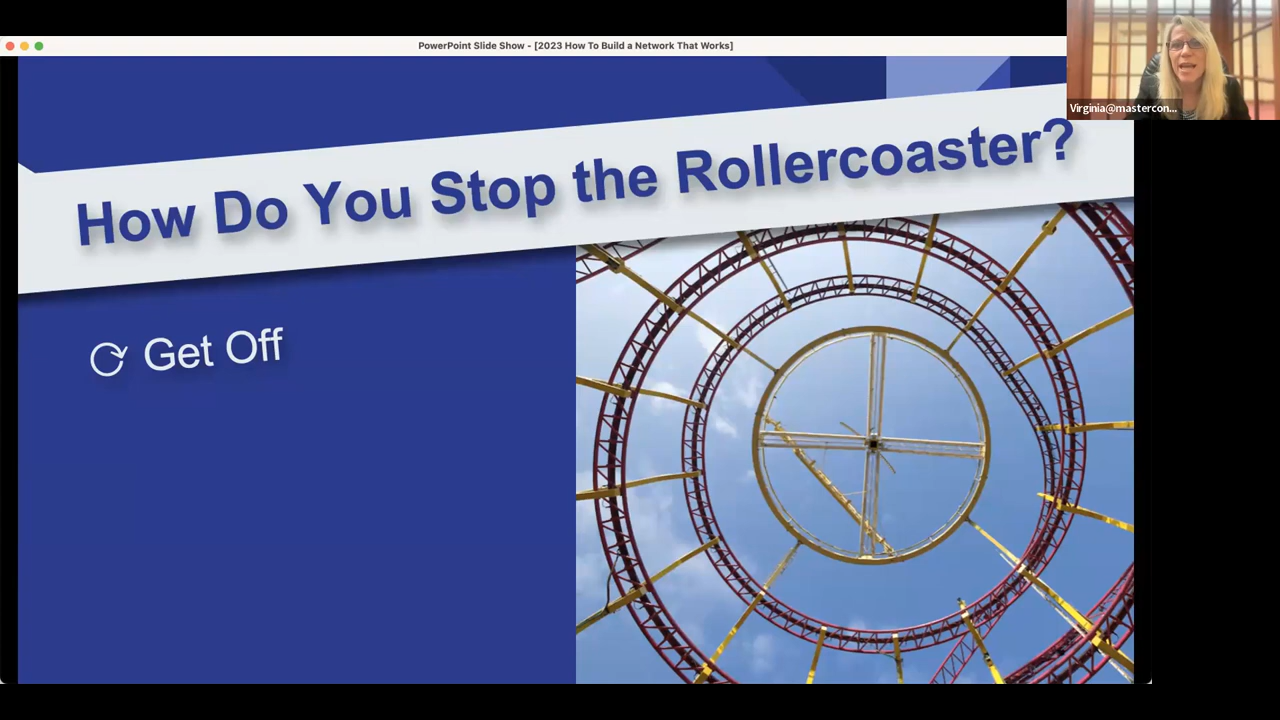 PowerPoint Slide Show - [2023 How To Build a Network That Works]
Virginia@mastercon...
How Do You Stop the Rollercoaster?
Get Off